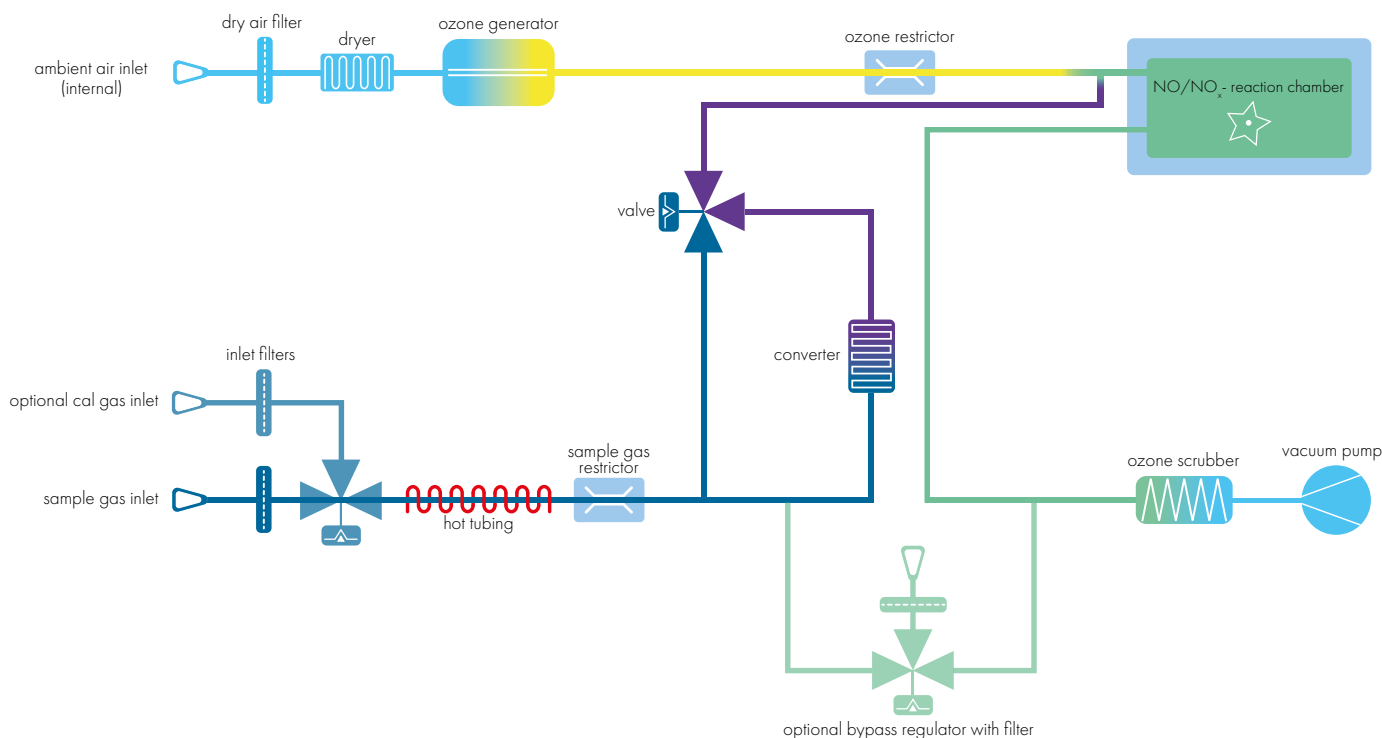 dry air filter
dryer
ozone generator
ozone restrictor
ambient air inlet
(internal)
NO/NOₓ- reaction chamber
valve
converter
inlet filters
optional cal gas inlet
sample gas inlet
hot tubing
sample gas
restrictor
ozone scrubber
vacuum pump
optional bypass regulator with filter